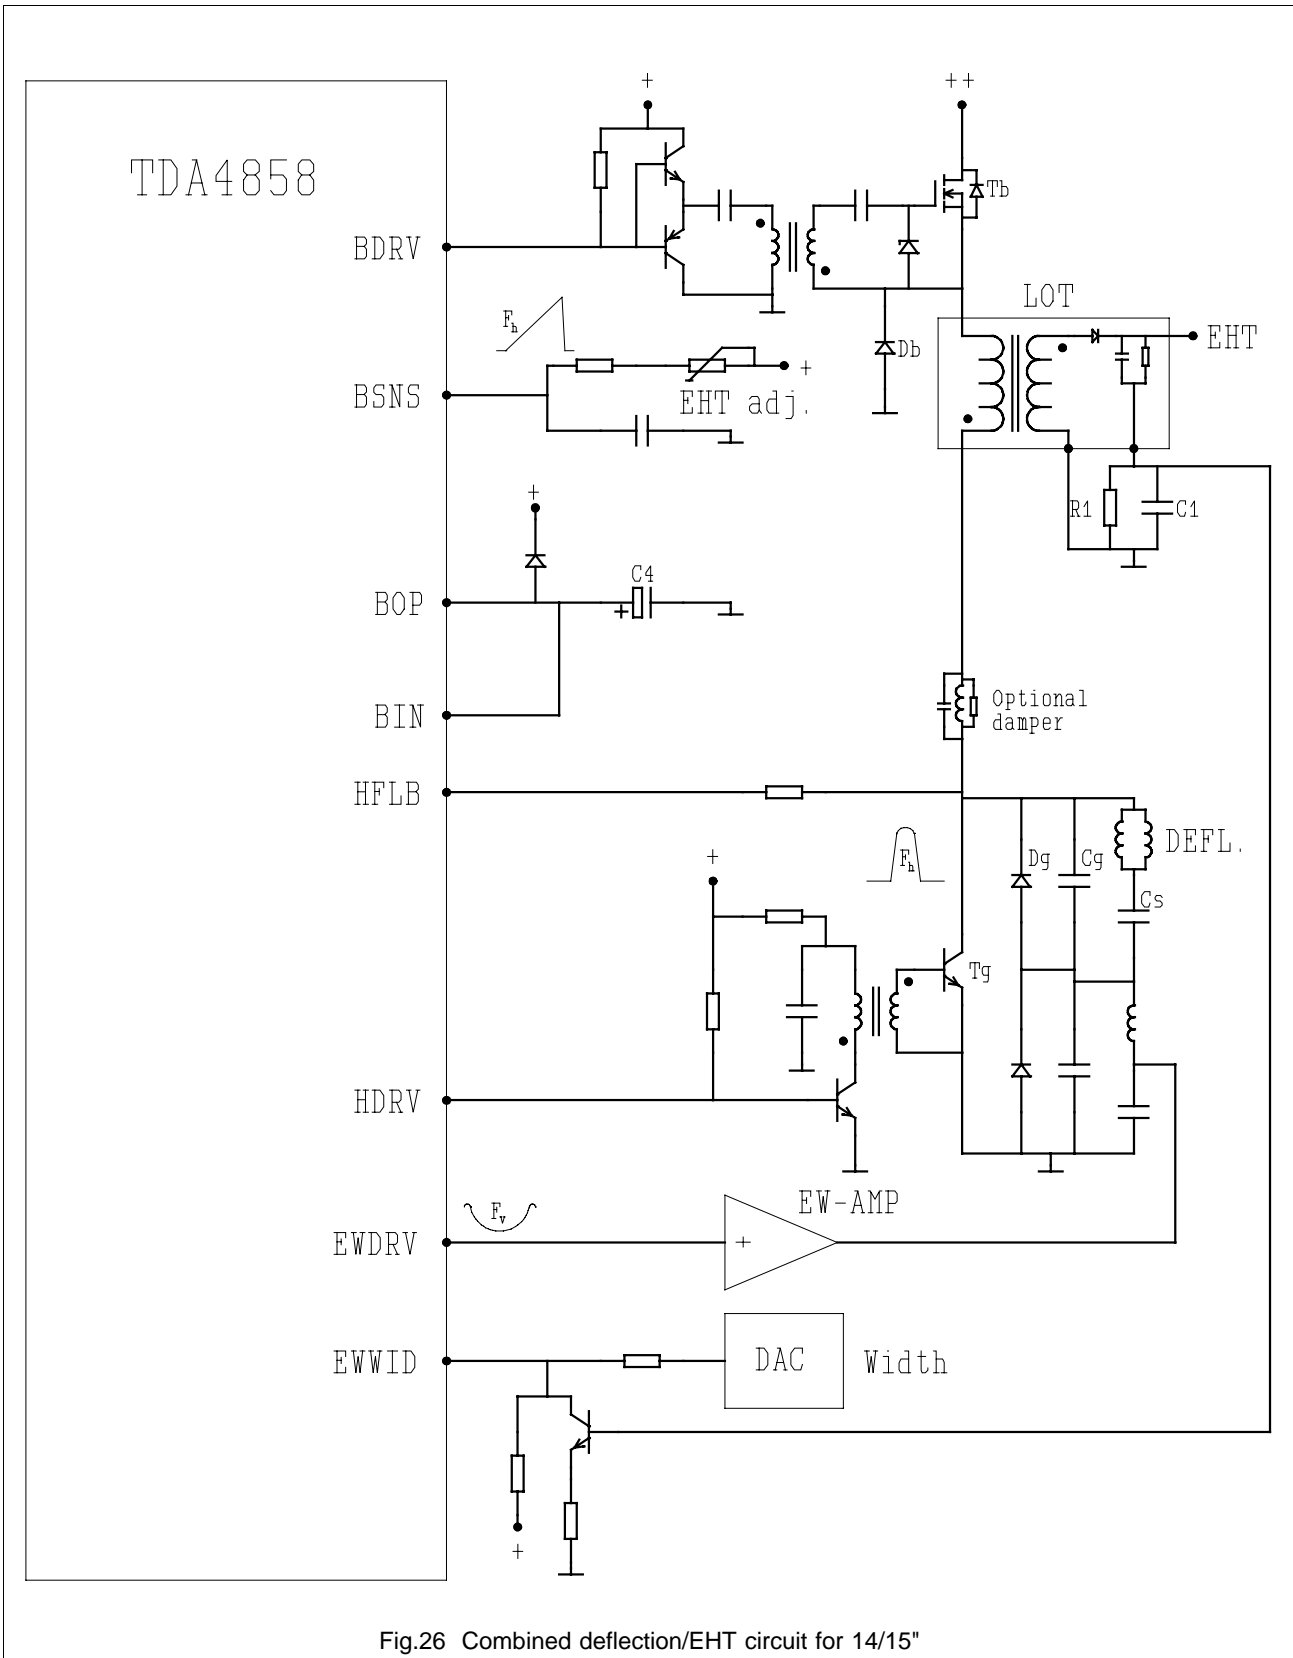 +
++
TDA4858
Tb
BDRV
LOT
Fh
Db
EHT
+
BSNS
EHT adj.
R1
C1
+
C4
BOP
+
Optional
damper
BIN
HFLB
DEFL.
Fh
Dg
Cg
+
Cs
Tg
HDRV
EW-AMP
Fv
EWDRV
+
EWWID
DAC
Width
+
Fig.26 Combined deflection/EHT circuit for 14/15"